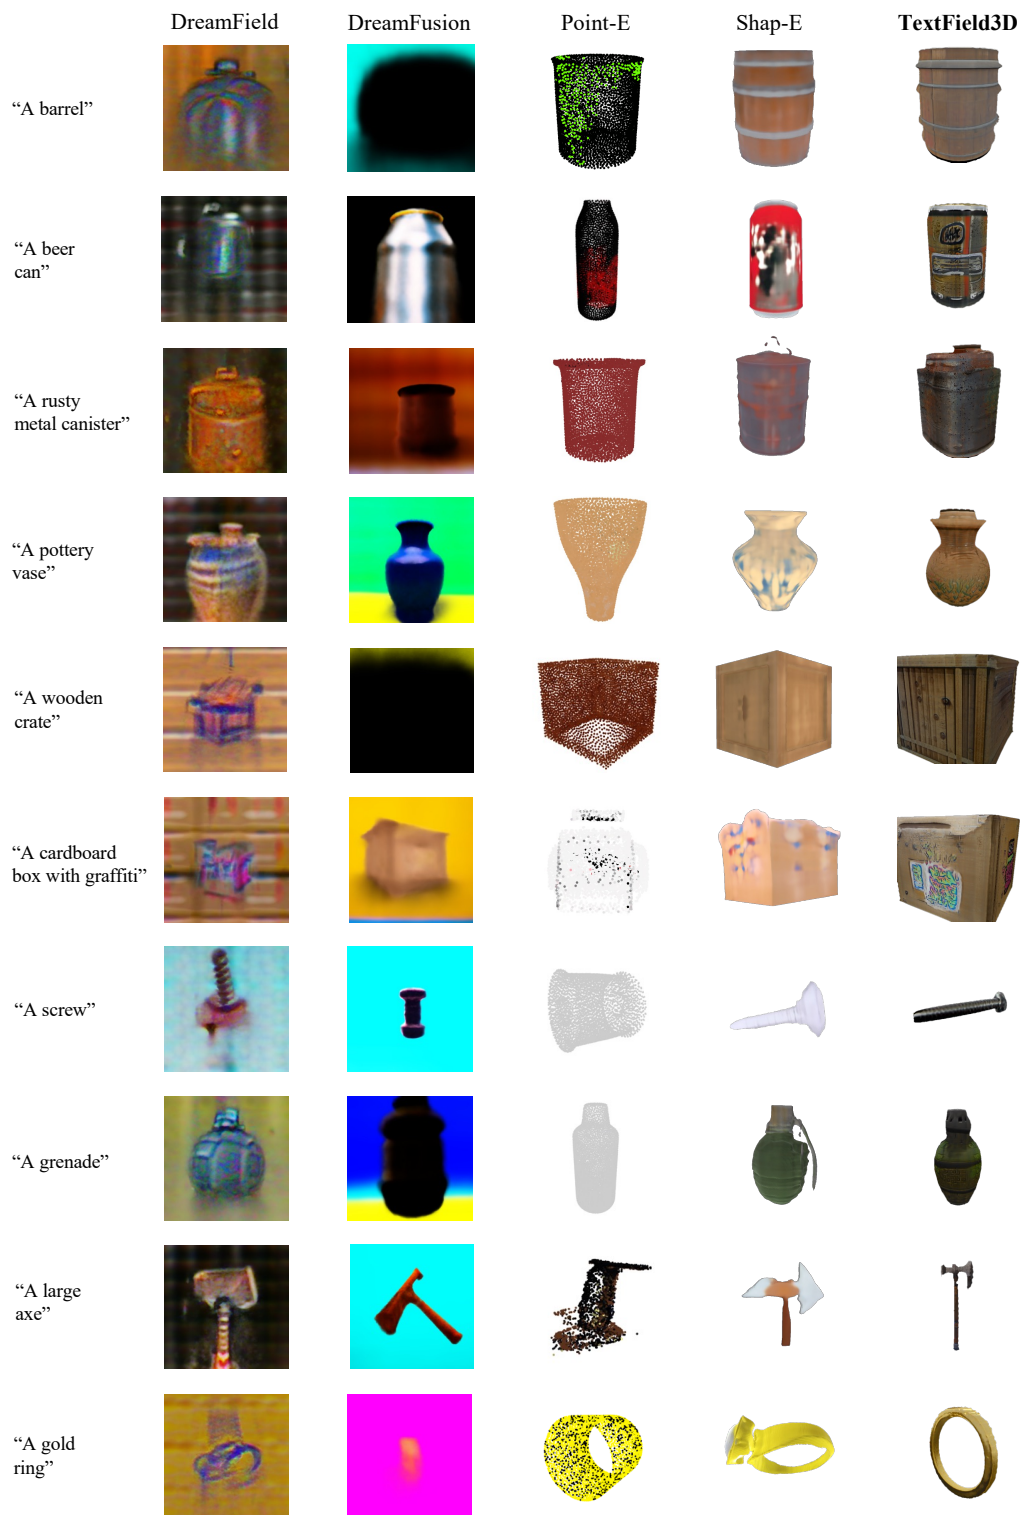 DreamField DreamFusion Point-E Shap-E TextField3D
“A barrel”
“A beer
can”
“A rusty
metal canister”
“A pottery
vase”
“A wooden
crate”
“A cardboard
box with graffiti”
“A screw”
“A grenade”
“A large
axe”
“A gold
ring”